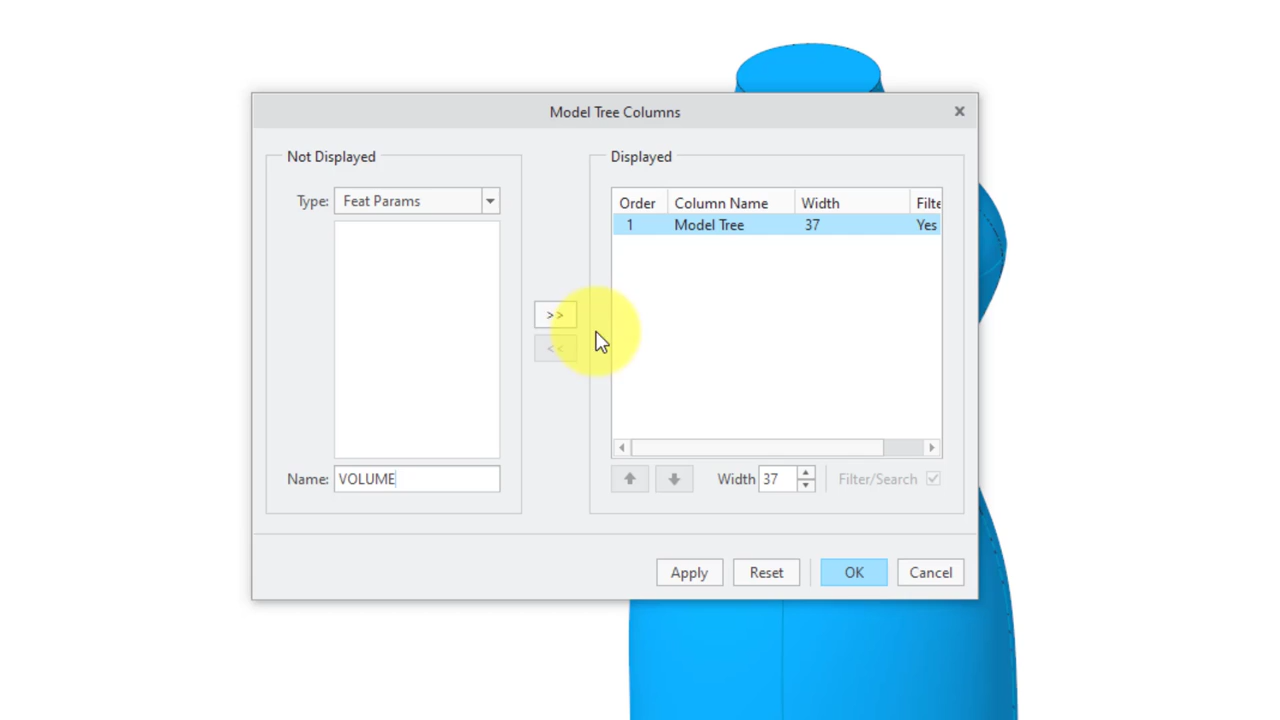 Model Tree Columns
Not Displayed
Type: Feat Params
>>
<<
Name: VOLUME
Displayed
Order Column Name Width Filte
1 Model Tree 37 Yes
Width 37 Filter/Search
Apply Reset OK Cancel